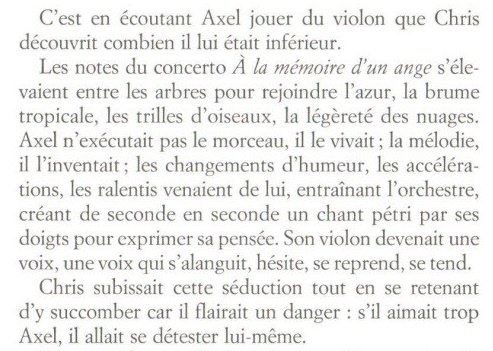 C'est en écoutant Axel jouer du violon que Chris
découvrit combien il lui était inférieur.
Les notes du concerto À la mémoire d'un ange s'éle-
vaient entre les arbres pour rejoindre l'azur, la brume
tropicale, les trilles d'oiseaux, la légèreté des nuages.
Axel n'exécutait pas le morceau, il le vivait ; la mélodie,
il l'inventait ; les changements d'humeur, les accéléra-
tions, les ralentis venaient de lui, entraînant l'orchestre,
créant de seconde en seconde un chant pétri par ses
doigts pour exprimer sa pensée. Son violon devenait une
voix, une voix qui s'alanguit, hésite, se reprend, se tend.
Chris subissait cette séduction tout en se retenant
d'y succomber car il flairait un danger : s'il aimait trop
Axel, il allait se détester lui-même.